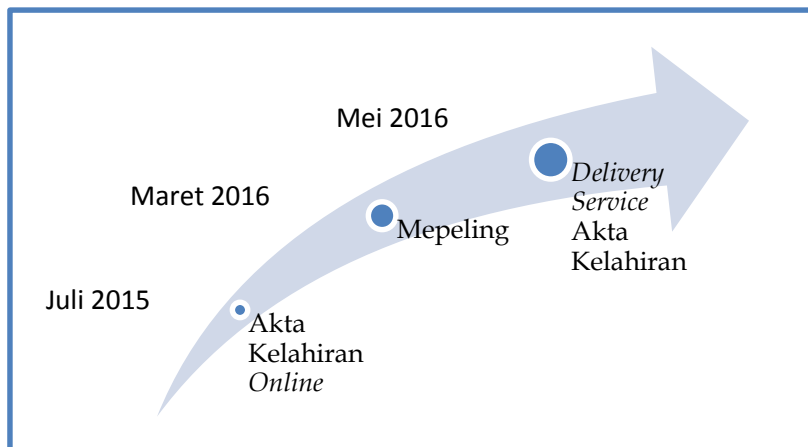 Mei 2016
Delivery
Service
Akta
Kelahiran
Maret 2016
Mepeling
Juli 2015
Akta
Kelahiran
Online